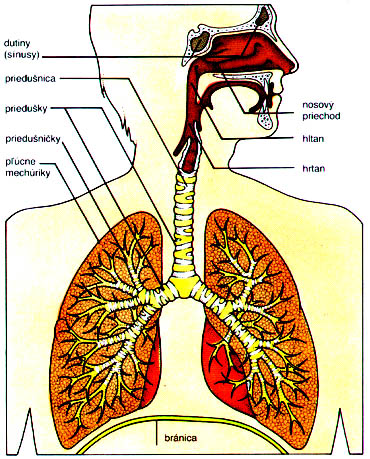 dutiny
(sínusy)
priedušnica
priedušky
priedušničky
pľúcne
mechúriky
nosový
priechod
hltan
hrtan
bránica